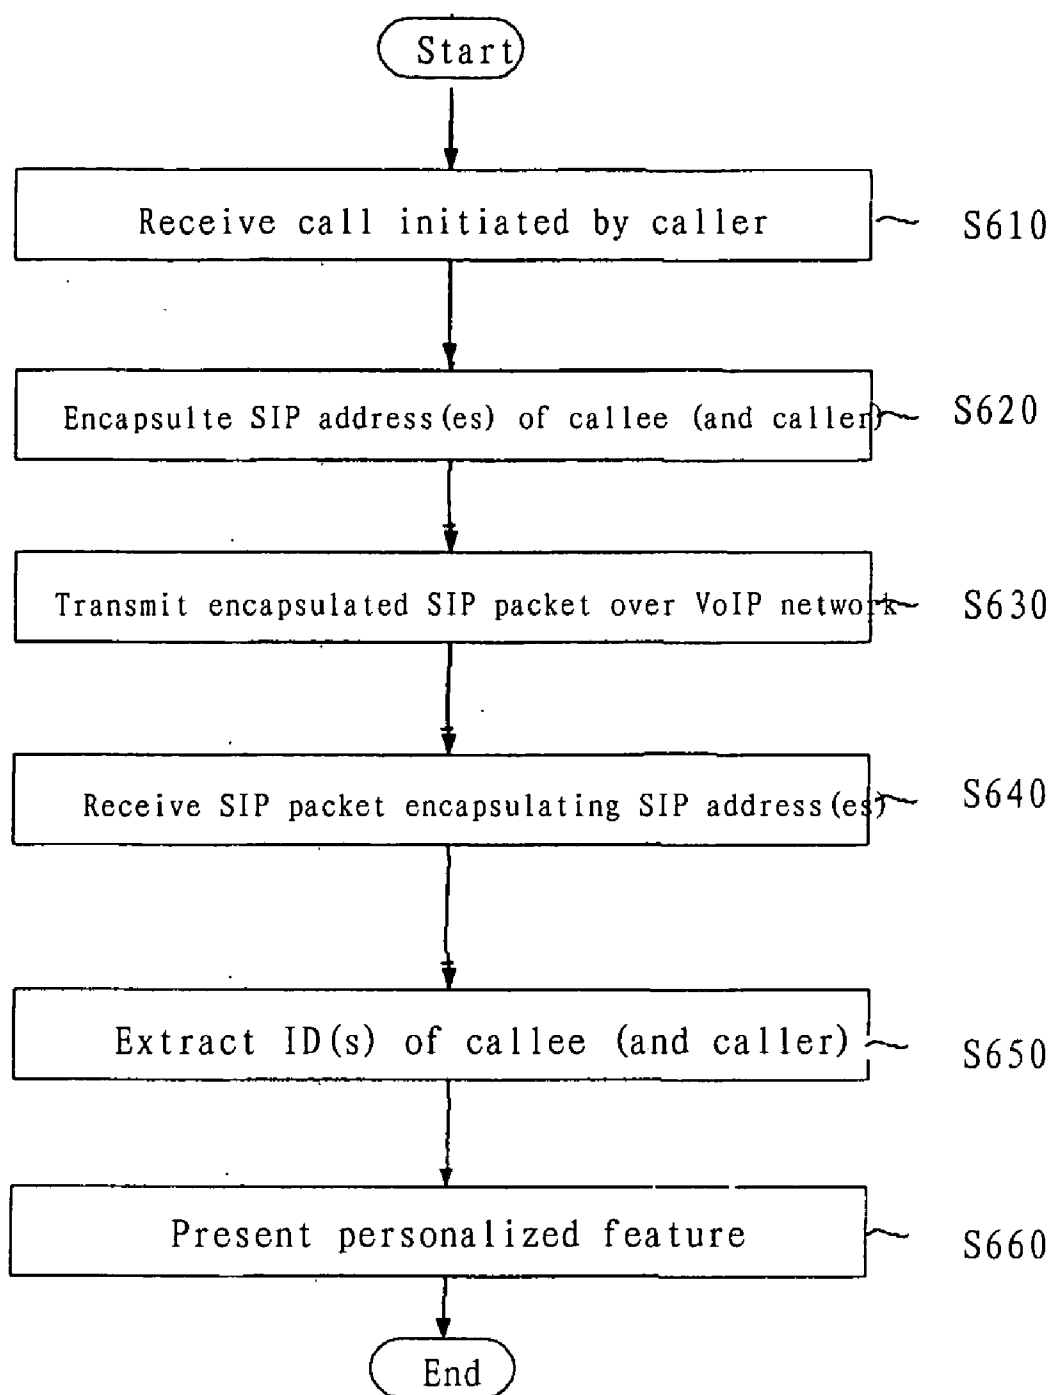 Start
Receive call initiated by caller
S610
Encapsulte SIP address(es) of callee (and caller)
S620
Transmit encapsulated SIP packet over VoIP network
S630
Receive SIP packet encapsulating SIP address(es)
S640
Extract ID(s) of callee (and caller)
S650
Present personalized feature
S660
End